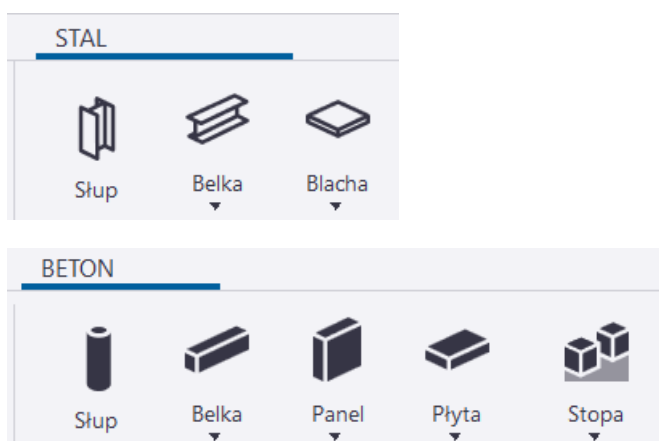 STAL
Słup Belka Blacha
BETON
Słup Belka Panel Płyta Stopa